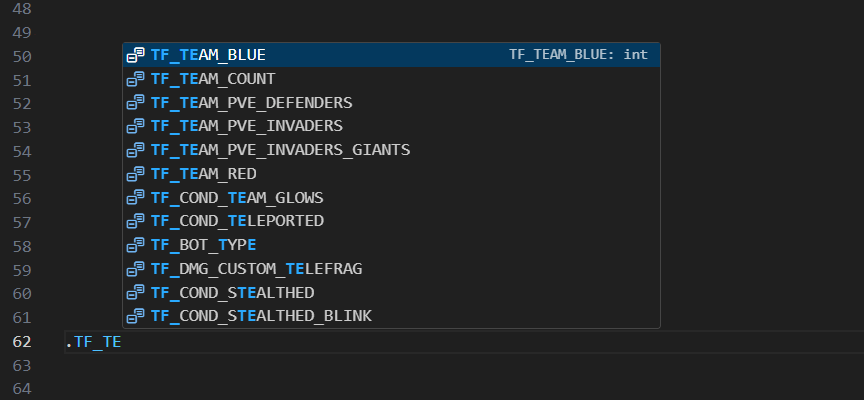 48
49
50 TF_TEAM_BLUE TF_TEAM_BLUE: int
51 TF_TEAM_COUNT
52 TF_TEAM_PVE_DEFENDERS
53 TF_TEAM_PVE_INVADERS
54 TF_TEAM_PVE_INVADERS_GIANTS
55 TF_TEAM_RED
56 TF_COND_TEAM_GLOWS
57 TF_COND_TELEPORTED
58 TF_BOT_TYPE
59 TF_DMG_CUSTOM_TELEFRAG
60 TF_COND_STEALTHED
61 TF_COND_STEALTHED_BLINK
62 .TF_TE
63
64